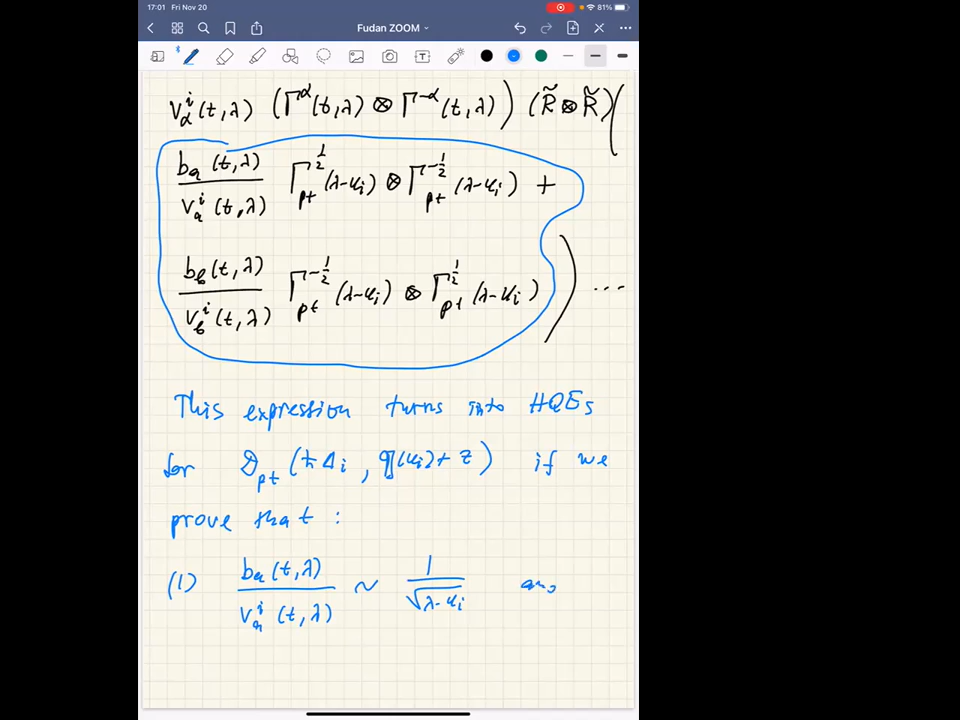 17:01 Fri Nov 20
81%
Fudan ZOOM
V_α^i(t,λ) (Γ^α(t,λ) ⊗ Γ^{-α}(t,λ)) (R̃ ⊗ R̃)(
b_a(t,λ) / V_a^i(t,λ) Γ_{pt}^{1/2}(λ-u_i) ⊗ Γ_{pt}^{-1/2}(λ-u_i) +
b_b(t,λ) / V_b^i(t,λ) Γ_{pt}^{-1/2}(λ-u_i) ⊗ Γ_{pt}^{1/2}(λ-u_i) ) ...
This expression turns into HQEs
for 𝒟_{pt}(ħΔ_i, q(u_i)+z) if we
prove that :
(1) b_a(t,λ) / V_a^i(t,λ) ~ 1/√(λ-u_i)